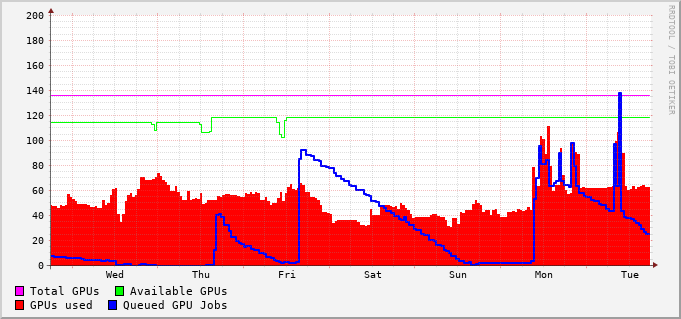 200
180
160
140
120
100
80
60
40
20
0
Wed Thu Fri Sat Sun Mon Tue
Total GPUs Available GPUs
GPUs used Queued GPU Jobs
RRDTOOL / TOBI OETIKER